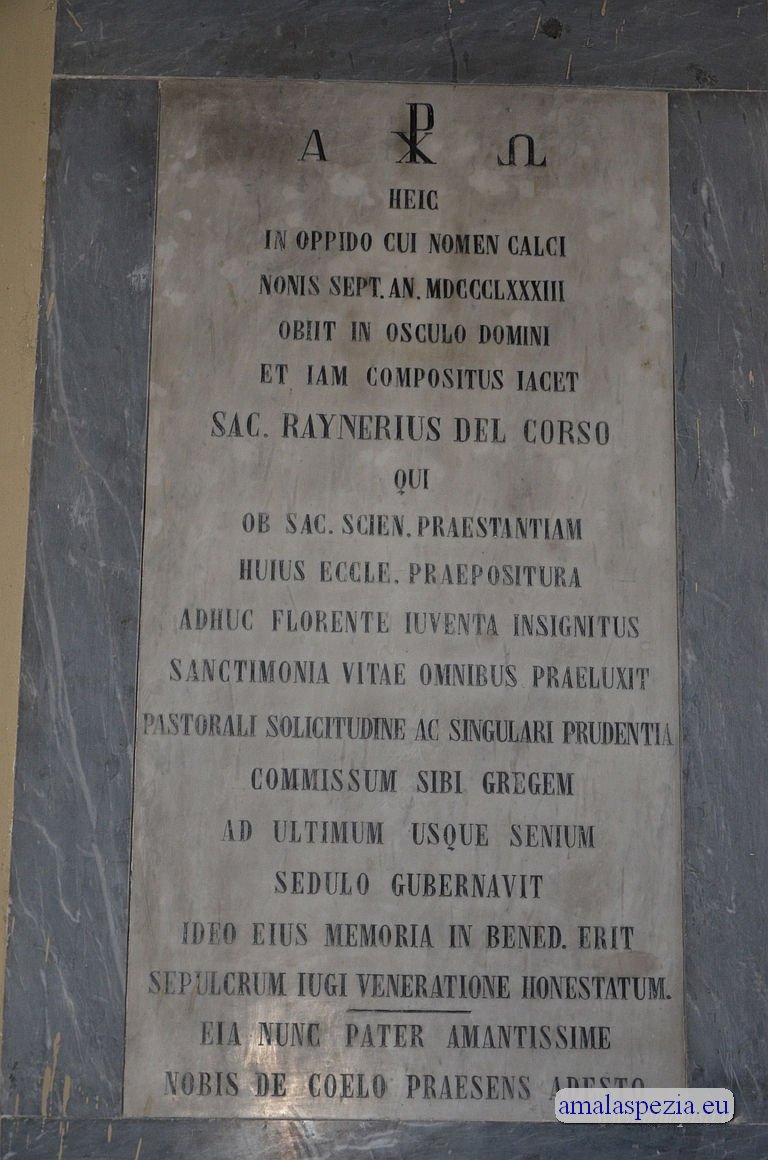 Α ☧ Ω
HEIC
IN OPPIDO CUI NOMEN CALCI
NONIS SEPT. AN. MDCCCLXXXIII
OBIIT IN OSCULO DOMINI
ET IAM COMPOSITUS IACET
SAC. RAYNERIUS DEL CORSO
QUI
OB SAC. SCIEN. PRAESTANTIAM
HUIUS ECCLE. PRAEPOSITURA
ADHUC FLORENTE IUVENTA INSIGNITUS
SANCTIMONIA VITAE OMNIBUS PRAELUXIT
PASTORALI SOLICITUDINE AC SINGULARI PRUDENTIA
COMMISSUM SIBI GREGEM
AD ULTIMUM USQUE SENIUM
SEDULO GUBERNAVIT
IDEO EIUS MEMORIA IN BENED. ERIT
SEPULCRUM IUGI VENERATIONE HONESTATUM.
EIA NUNC PATER AMANTISSIME
NOBIS DE COELO PRAESENS ADESTO
amalaspezia.eu